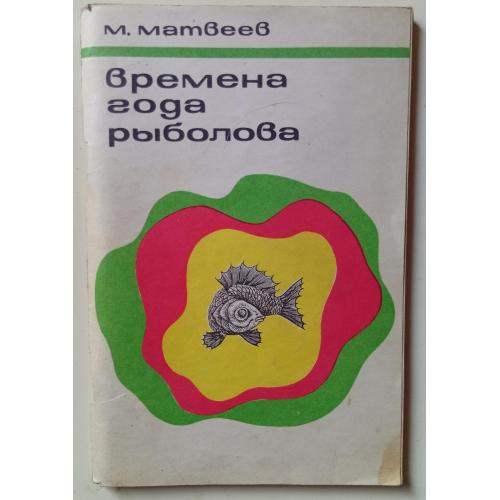 м. матвеев
времена
года
рыболова